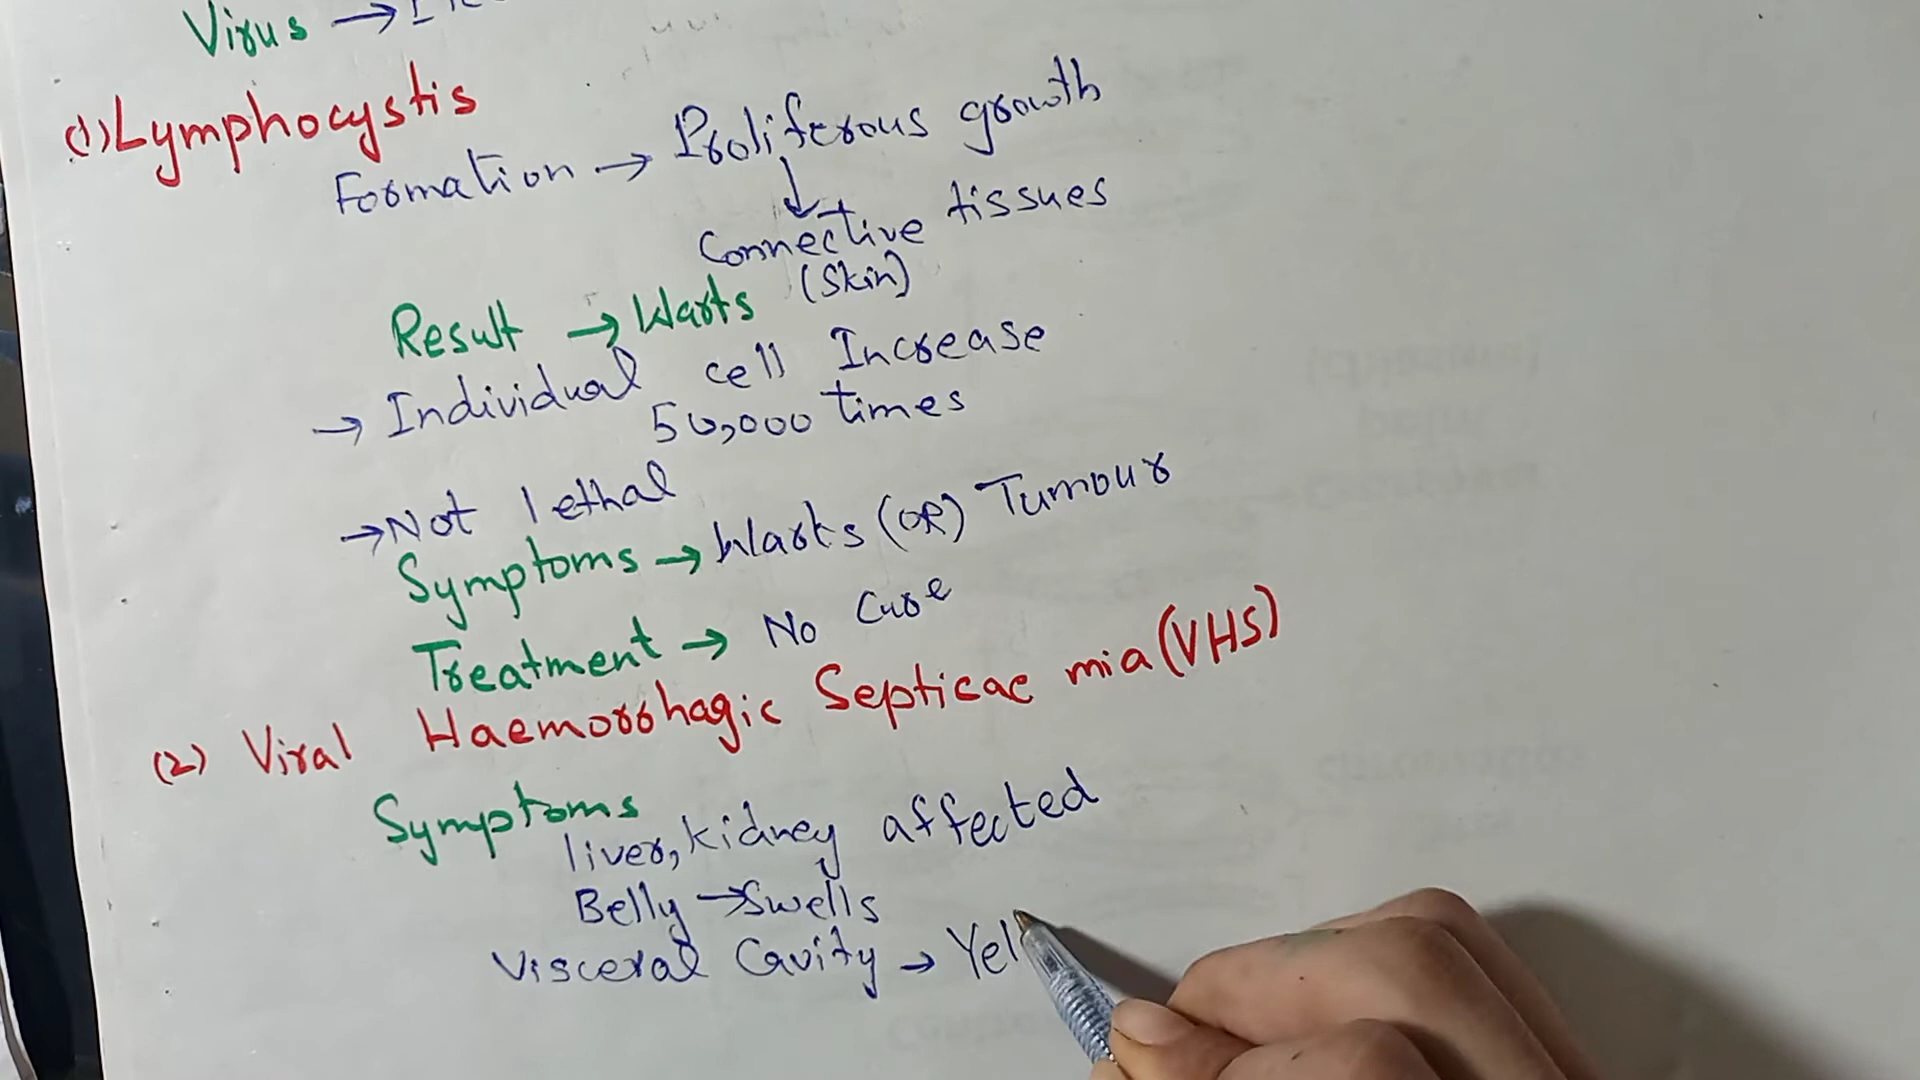 Virus →
(1) Lymphocystis
Formation → Proliferous growth
↓
Connective tissues
(Skin)
Result → Warts
→ Individual cell Increase
50,000 times
→ Not lethal
Symptoms → Warts (OR) Tumour
Treatment → No Cure
(2) Viral Haemorrhagic Septicae mia (VHS)
Symptoms
liver, kidney affected
Belly → Swells
Visceral Cavity → Yel